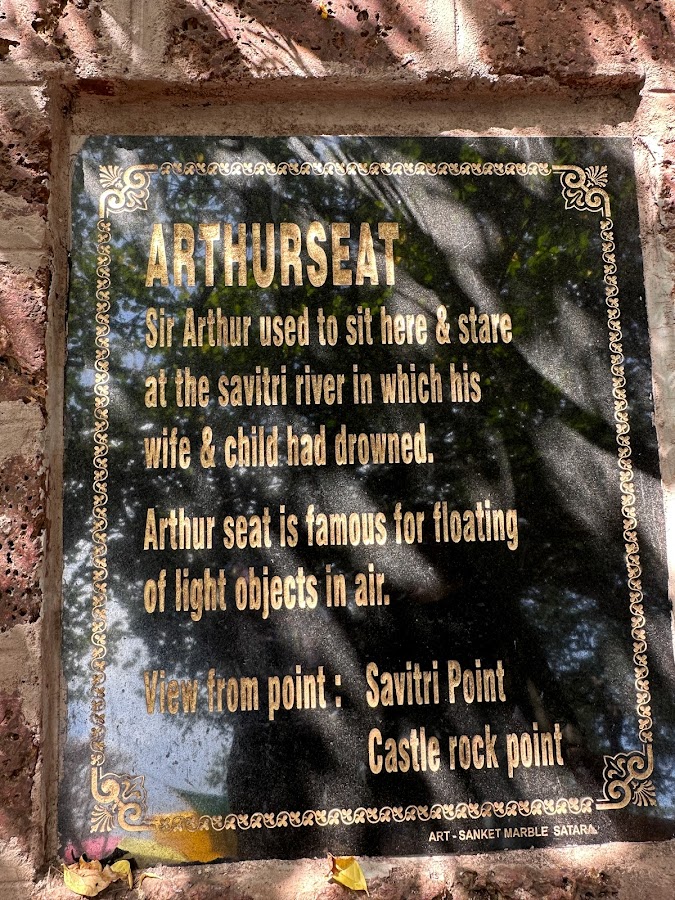 ARTHURSEAT
Sir Arthur used to sit here & stare
at the savitri river in which his
wife & child had drowned.
Arthur seat is famous for floating
of light objects in air.
View from point : Savitri Point
Castle rock point
ART - SANKET MARBLE SATARA